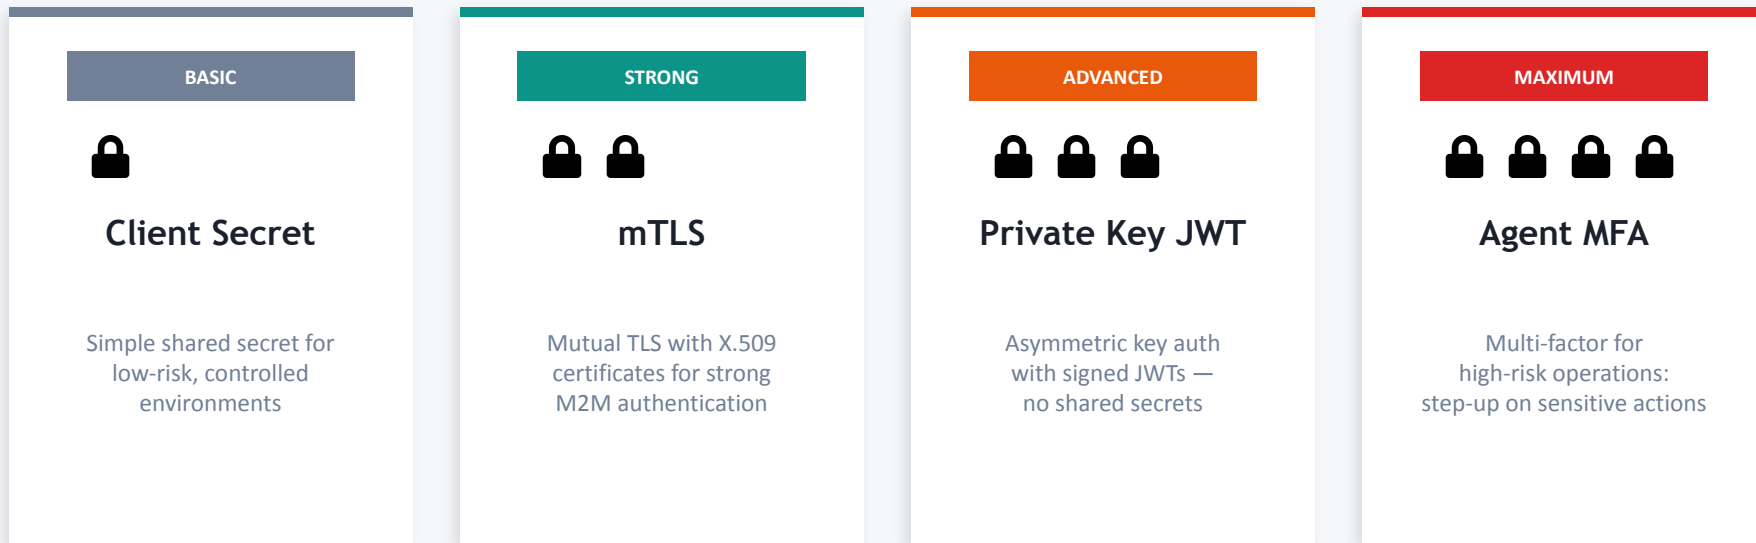 BASIC
Client Secret
Simple shared secret for
low-risk, controlled
environments
STRONG
mTLS
Mutual TLS with X.509
certificates for strong
M2M authentication
ADVANCED
Private Key JWT
Asymmetric key auth
with signed JWTs —
no shared secrets
MAXIMUM
Agent MFA
Multi-factor for
high-risk operations:
step-up on sensitive actions